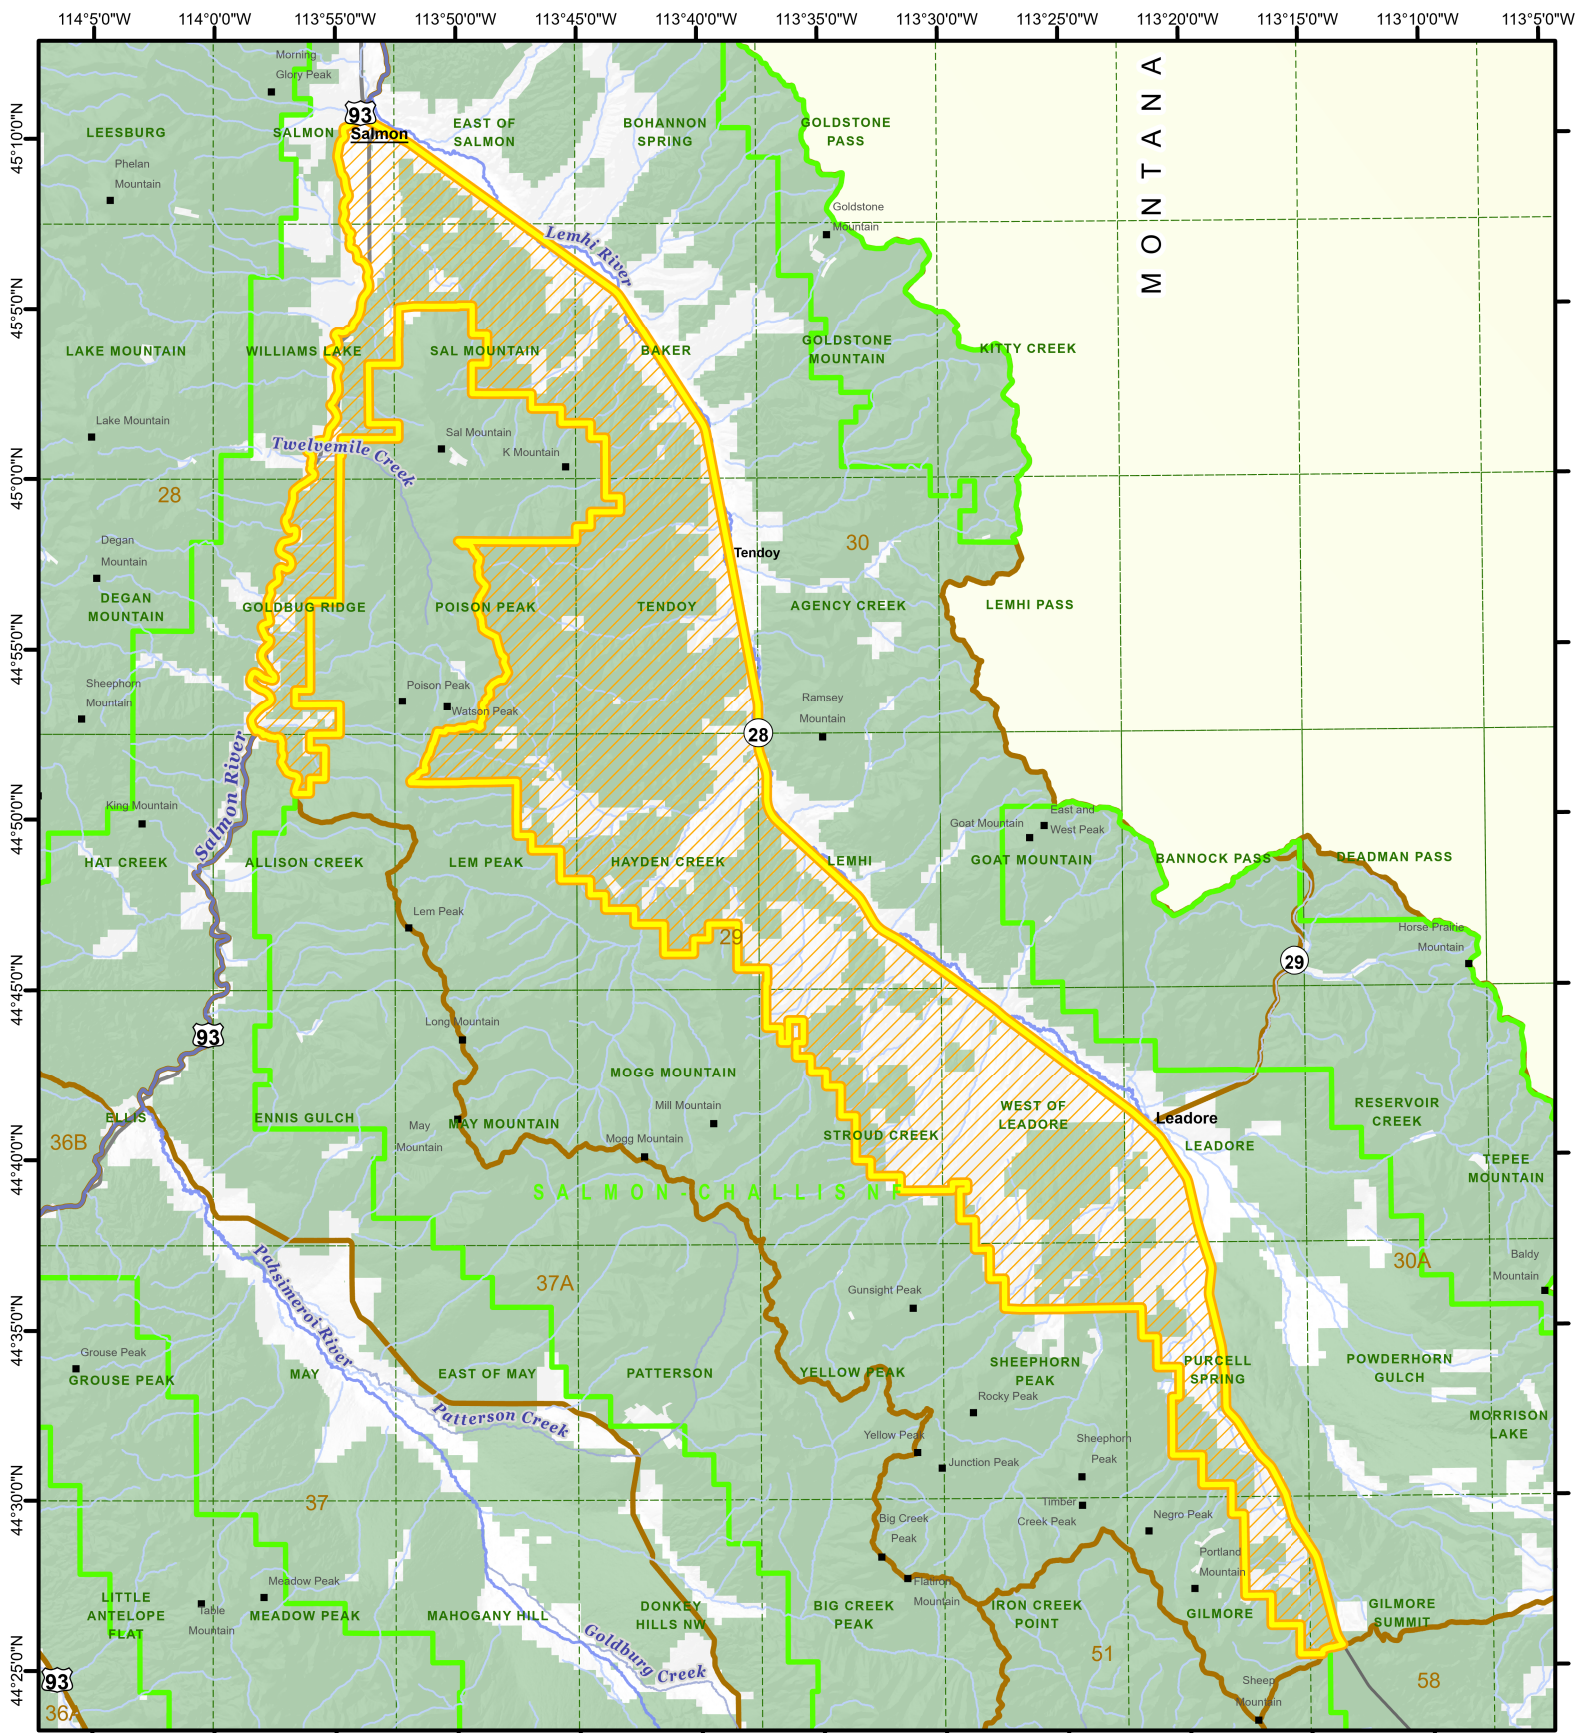 114°5'0"W
114°0'0"W
113°55'0"W
113°50'0"W
113°45'0"W
113°40'0"W
113°35'0"W
113°30'0"W
113°25'0"W
113°20'0"W
113°15'0"W
113°10'0"W
113°5'0"W
Morning
Glory Peak
MONTANA
93
Salmon
45°10'0"N
LEESBURG
SALMON
EAST OF
SALMON
BOHANNON
SPRING
GOLDSTONE
PASS
Phelan
Mountain
Goldstone
Mountain
Lemhi River
45°5'0"N
LAKE MOUNTAIN
WILLIAMS LAKE
SAL MOUNTAIN
BAKER
GOLDSTONE
MOUNTAIN
KITTY CREEK
Lake Mountain
Twelvemile Creek
Sal Mountain
K Mountain
45°0'0"N
28
30
Tendoy
Degan
Mountain
DEGAN
MOUNTAIN
GOLDBUG RIDGE
POISON PEAK
TENDOY
AGENCY CREEK
LEMHI PASS
44°55'0"N
Sheephorn
Mountain
Poison Peak
Watson Peak
Ramsey
Mountain
28
Salmon River
44°50'0"N
King Mountain
East and
West Peak
Goat Mountain
HAT CREEK
ALLISON CREEK
LEM PEAK
HAYDEN CREEK
LEMHI
GOAT MOUNTAIN
BANNOCK PASS
DEADMAN PASS
Lem Peak
29
Horse Prairie
Mountain
29
44°45'0"N
93
Long Mountain
MOGG MOUNTAIN
Mill Mountain
ELLIS
ENNIS GULCH
May
Mountain
MAY MOUNTAIN
Mogg Mountain
STROUD CREEK
WEST OF
LEADORE
Leadore
LEADORE
RESERVOIR
CREEK
36B
44°40'0"N
TEPEE
MOUNTAIN
SALMON-CHALLIS NF
Pahsimeroi River
37A
Gunsight Peak
30A
Baldy
Mountain
44°35'0"N
Grouse Peak
GROUSE PEAK
MAY
EAST OF MAY
PATTERSON
YELLOW PEAK
SHEEPHORN
PEAK
PURCELL
SPRING
POWDERHORN
GULCH
Rocky Peak
Patterson Creek
MORRISON
LAKE
Yellow Peak
Junction Peak
Sheephorn
Peak
44°30'0"N
37
Timber
Creek Peak
Big Creek
Peak
Negro Peak
Portland
Mountain
Meadow Peak
Table
Mountain
Flatiron
Mountain
LITTLE
ANTELOPE
FLAT
MEADOW PEAK
MAHOGANY HILL
DONKEY
HILLS NW
BIG CREEK
PEAK
IRON CREEK
POINT
GILMORE
GILMORE
SUMMIT
Goldburg Creek
44°25'0"N
93
51
58
Sheep
Mountain
36A